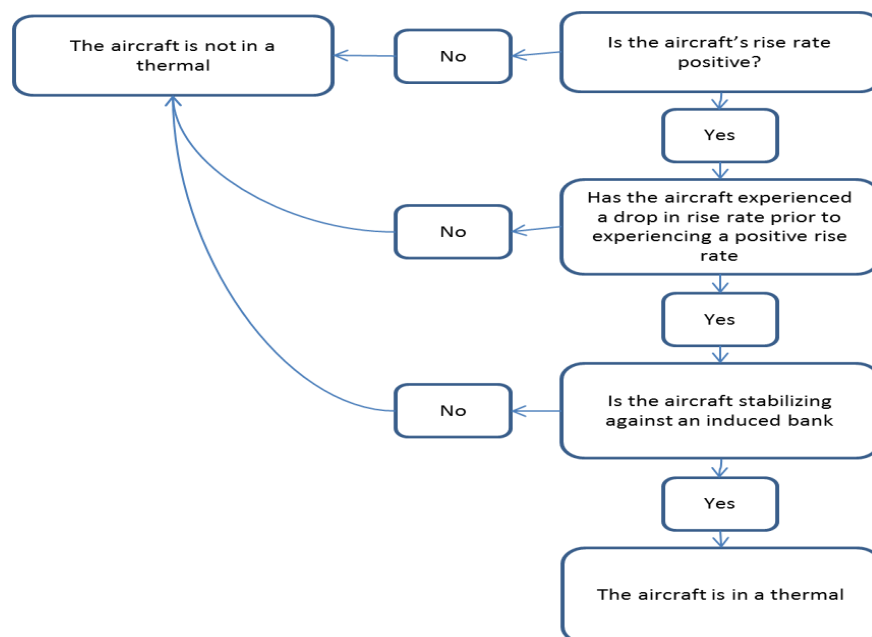 The aircraft is not in a
thermal
No
Is the aircraft’s rise rate
positive?
Yes
No
Has the aircraft experienced
a drop in rise rate prior to
experiencing a positive rise
rate
Yes
No
Is the aircraft stabilizing
against an induced bank
Yes
The aircraft is in a thermal